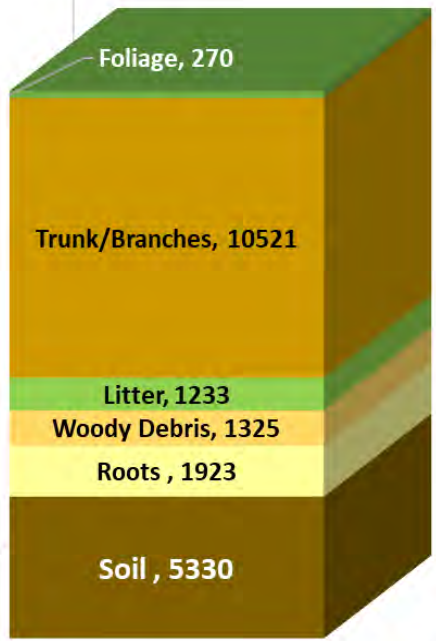 Foliage, 270
Trunk/Branches, 10521
Litter, 1233
Woody Debris, 1325
Roots , 1923
Soil , 5330